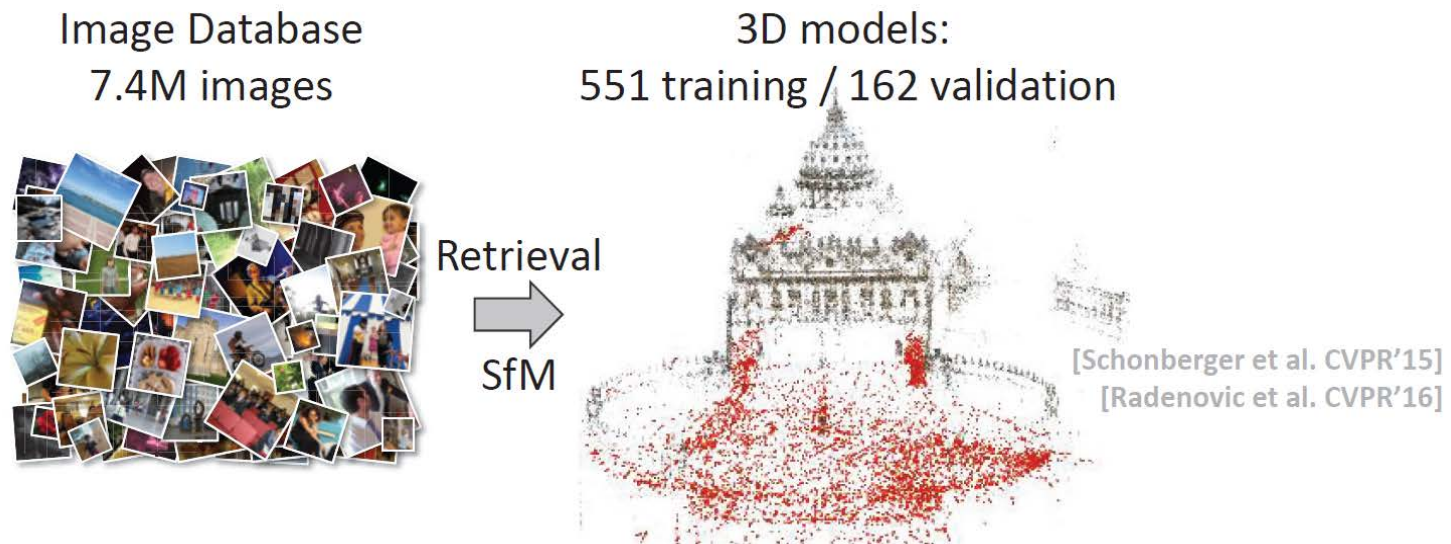 Image Database
7.4M images
3D models:
551 training / 162 validation
Retrieval
SfM
[Schonberger et al. CVPR'15]
[Radenovic et al. CVPR'16]